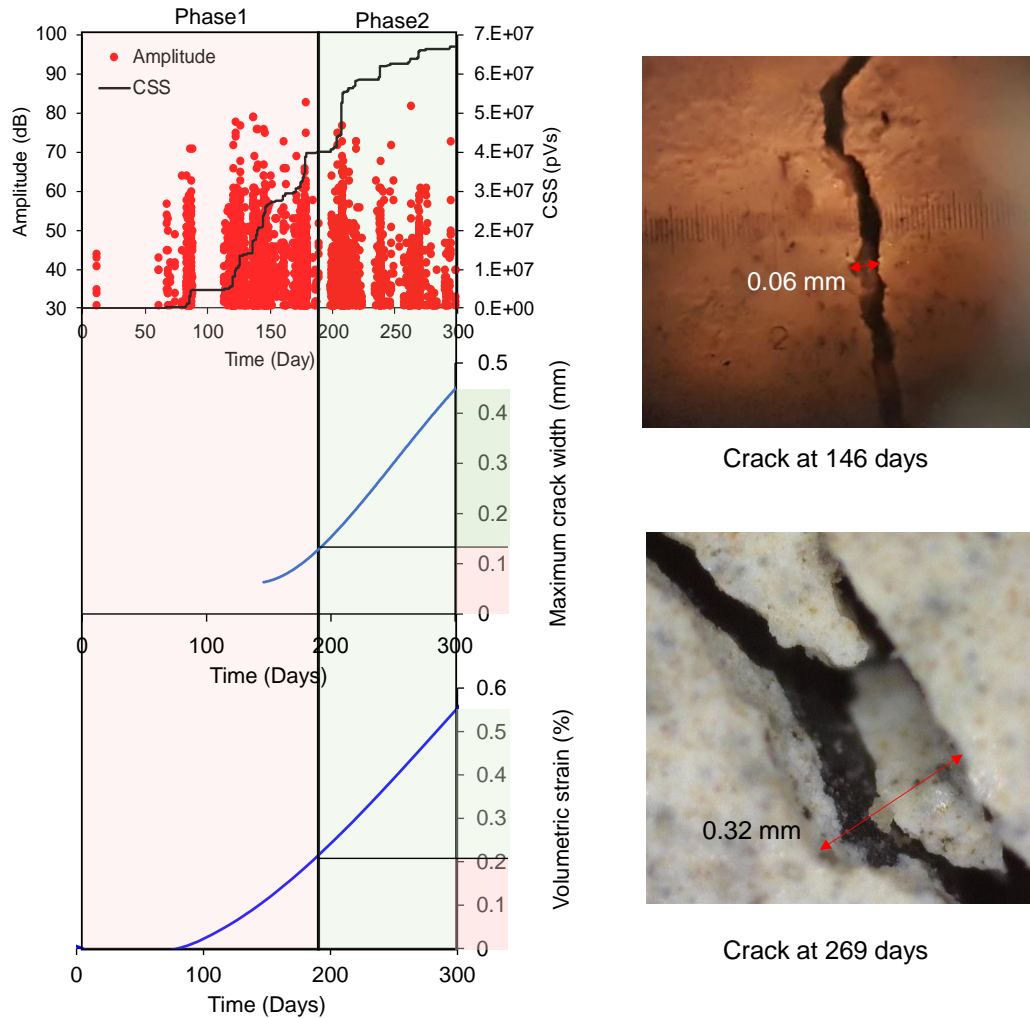 Phase1
Phase2
Amplitude (dB)
100
90
80
70
60
50
40
30
Amplitude
CSS
7.E+07
6.E+07
5.E+07
4.E+07
3.E+07
2.E+07
1.E+07
0.E+00
CSS (pVs)
0 50 100 150 200 250 300
Time (Day)
0.5
0.4
0.3
0.2
0.1
0
Maximum crack width (mm)
0 100 200 300
Time (Days)
0.6
0.5
0.4
0.3
0.2
0.1
0
Volumetric strain (%)
0 100 200 300
Time (Days)
0.06 mm
2
Crack at 146 days
0.32 mm
Crack at 269 days